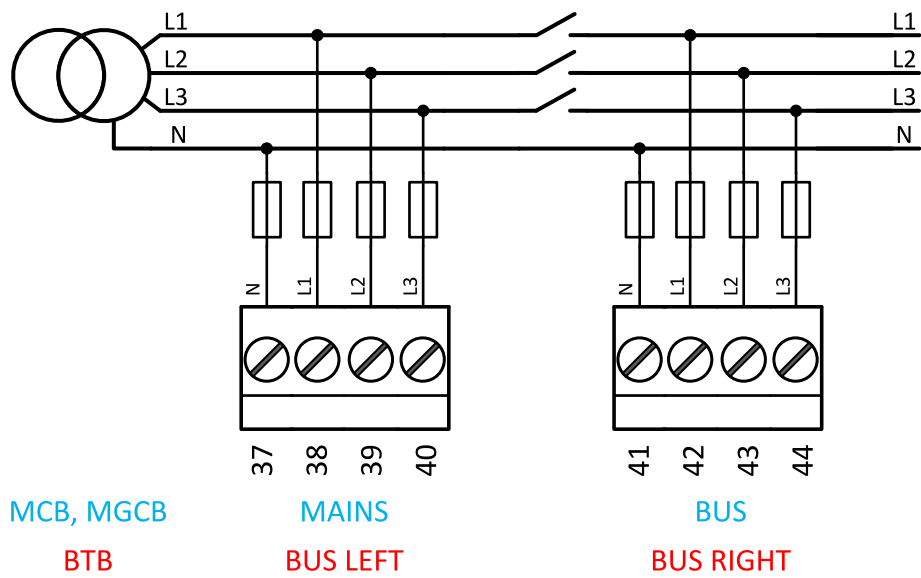 L1 L1
L2 L2
L3 L3
N N
N L1 L2 L3 N L1 L2 L3
37 38 39 40 41 42 43 44
MCB, MGCB MAINS BUS
BTB BUS LEFT BUS RIGHT